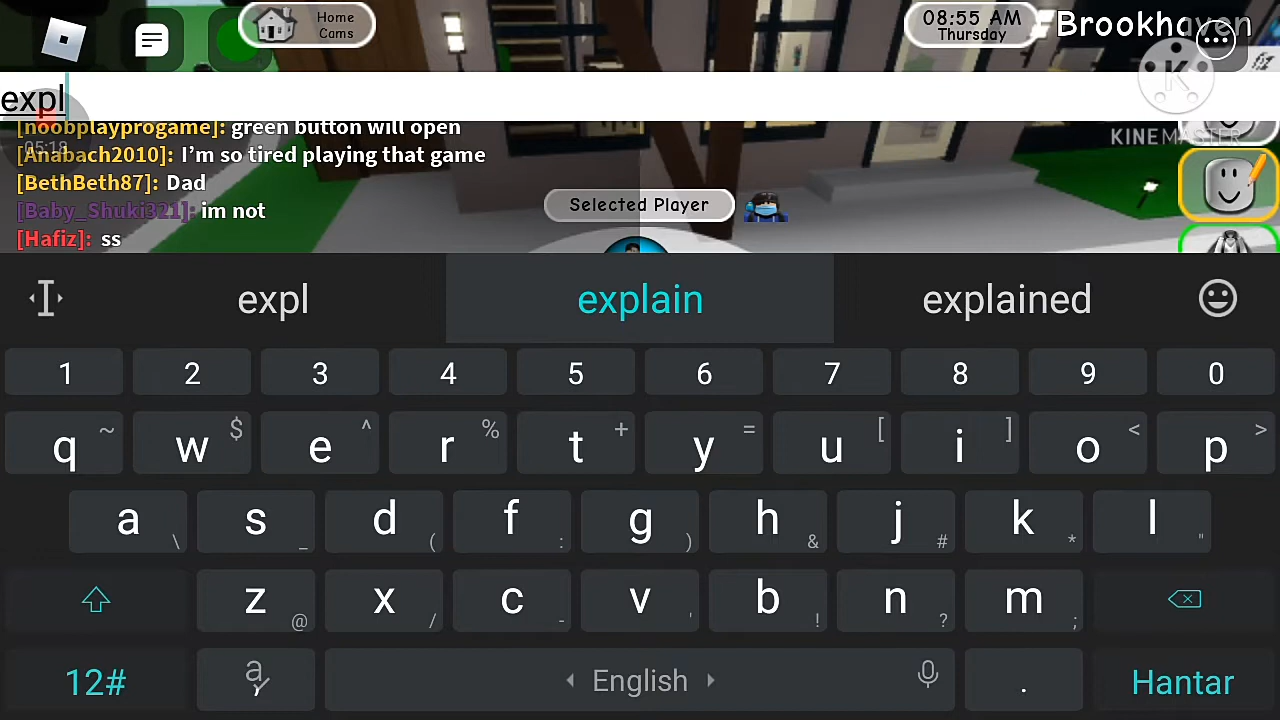 Home
Cams
08:55 AM
Thursday
Brookhaven
expl
KINEMASTER
05:18
[noobplayprogame]: green button will open
[Anabach2010]: I'm so tired playing that game
[BethBeth87]: Dad
[Baby_Shuki321]: im not
[Hafiz]: ss
Selected Player
expl explain explained
1 2 3 4 5 6 7 8 9 0
q ~ w $ e ^ r % t + y = u [ i ] o < p >
a \ s _ d ( f : g ) h & j # k * l "
z @ x / c - v ' b ! n ? m ;
12# a , English . Hantar